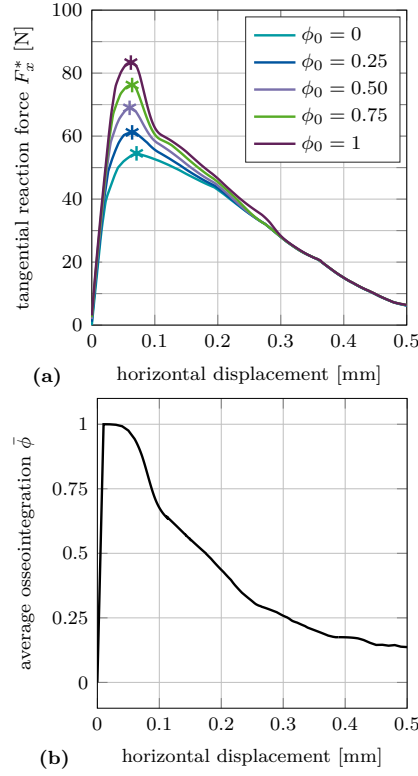 100
80
60
40
20
0
tangential reaction force $F_x^*$ [N]
ϕ₀ = 0
ϕ₀ = 0.25
ϕ₀ = 0.50
ϕ₀ = 0.75
ϕ₀ = 1
0 0.1 0.2 0.3 0.4 0.5
(a) horizontal displacement [mm]
1
0.75
0.5
0.25
0
average osseointegration $\bar{\phi}$
0 0.1 0.2 0.3 0.4 0.5
(b) horizontal displacement [mm]